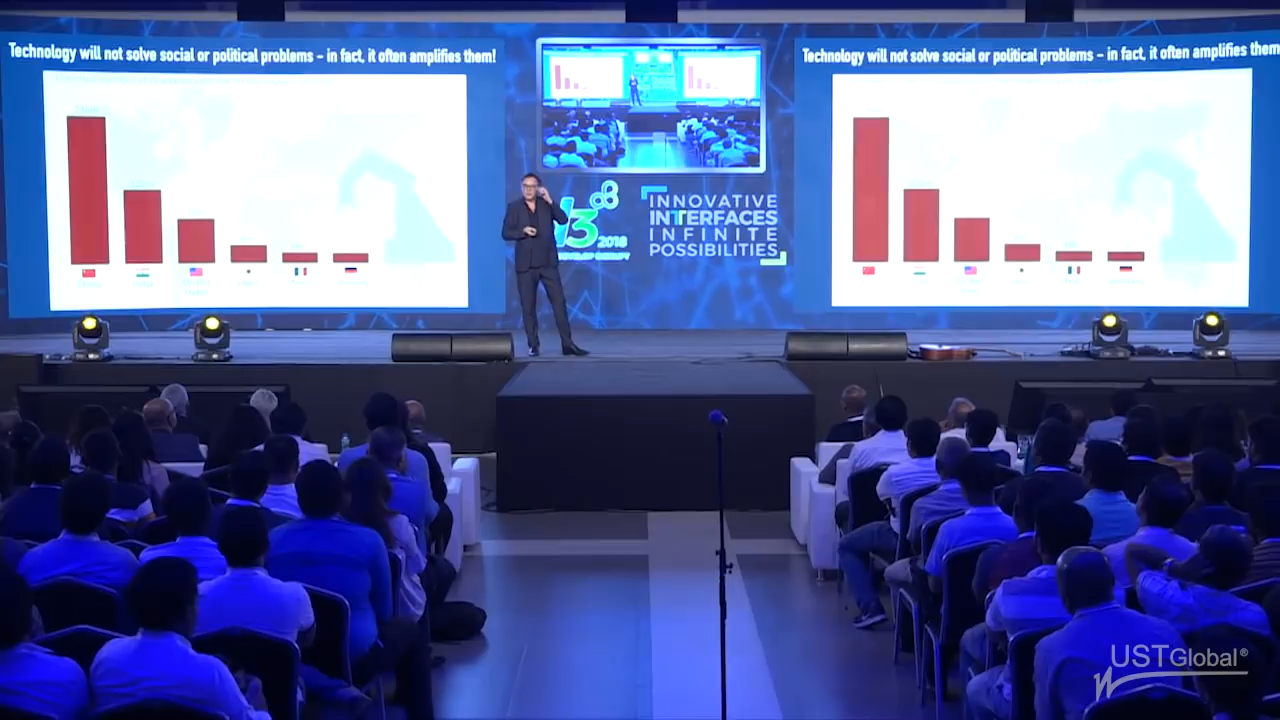 Technology will not solve social or political problems – in fact, it often amplifies them!
Technology will not solve social or political problems – in fact, it often amplifies them
2018
INNOVATIVE
INTERFACES
INFINITE
POSSIBILITIES
USTGlobal®